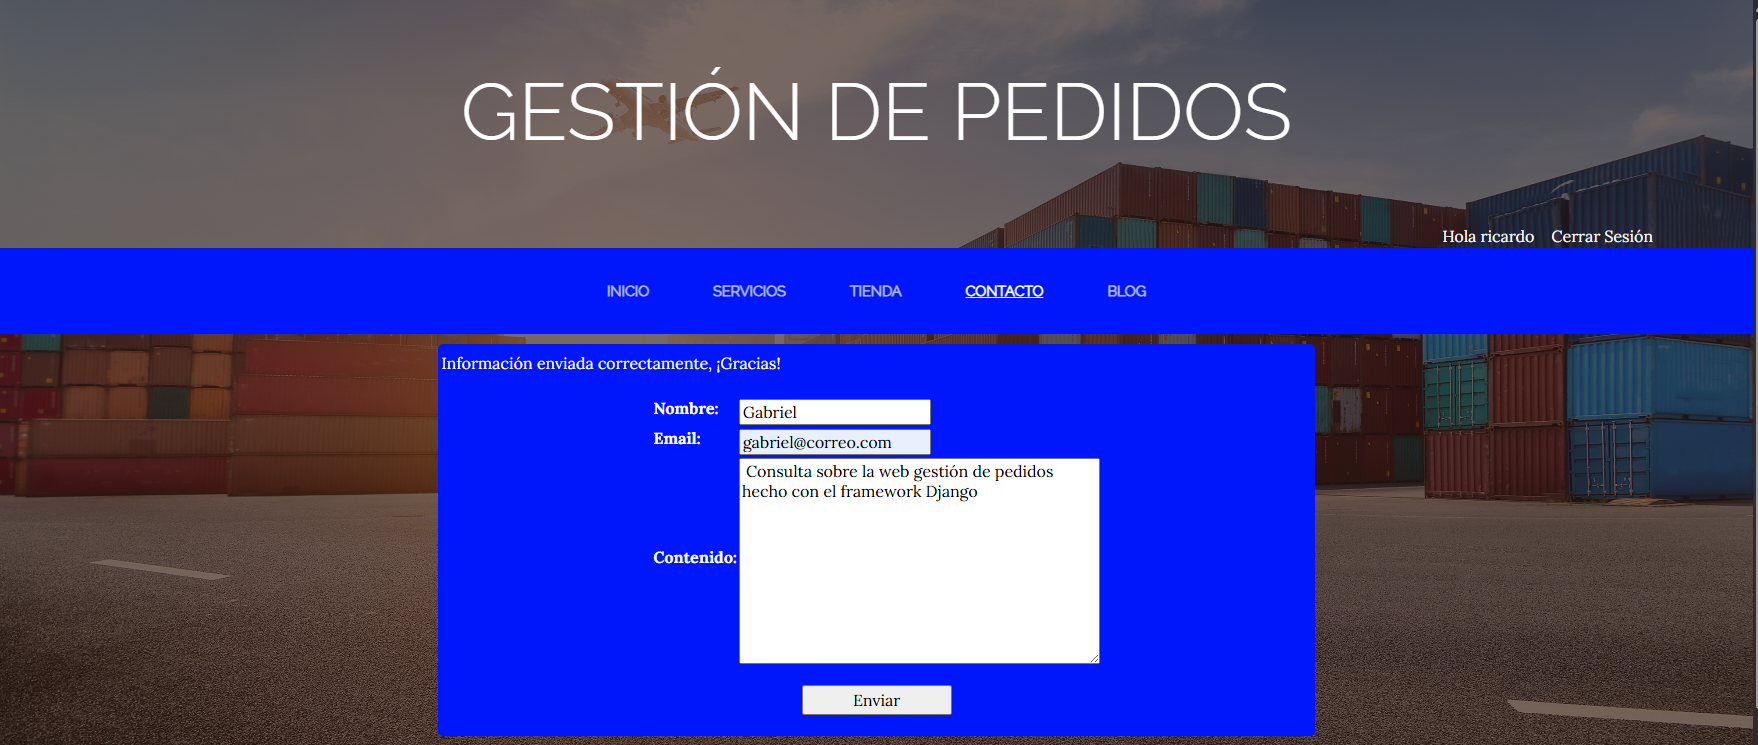 GESTIÓN DE PEDIDOS
Hola ricardo Cerrar Sesión
INICIO SERVICIOS TIENDA CONTACTO BLOG
Información enviada correctamente, ¡Gracias!
Nombre: Gabriel
Email: gabriel@correo.com
Consulta sobre la web gestión de pedidos
hecho con el framework Django
Contenido:
Enviar